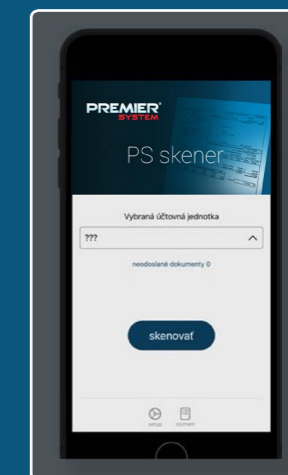 PREMIER
SYSTEM
PS skener
Vybraná účtovná jednotka
???
neodoslané dokumenty 0
skenovať